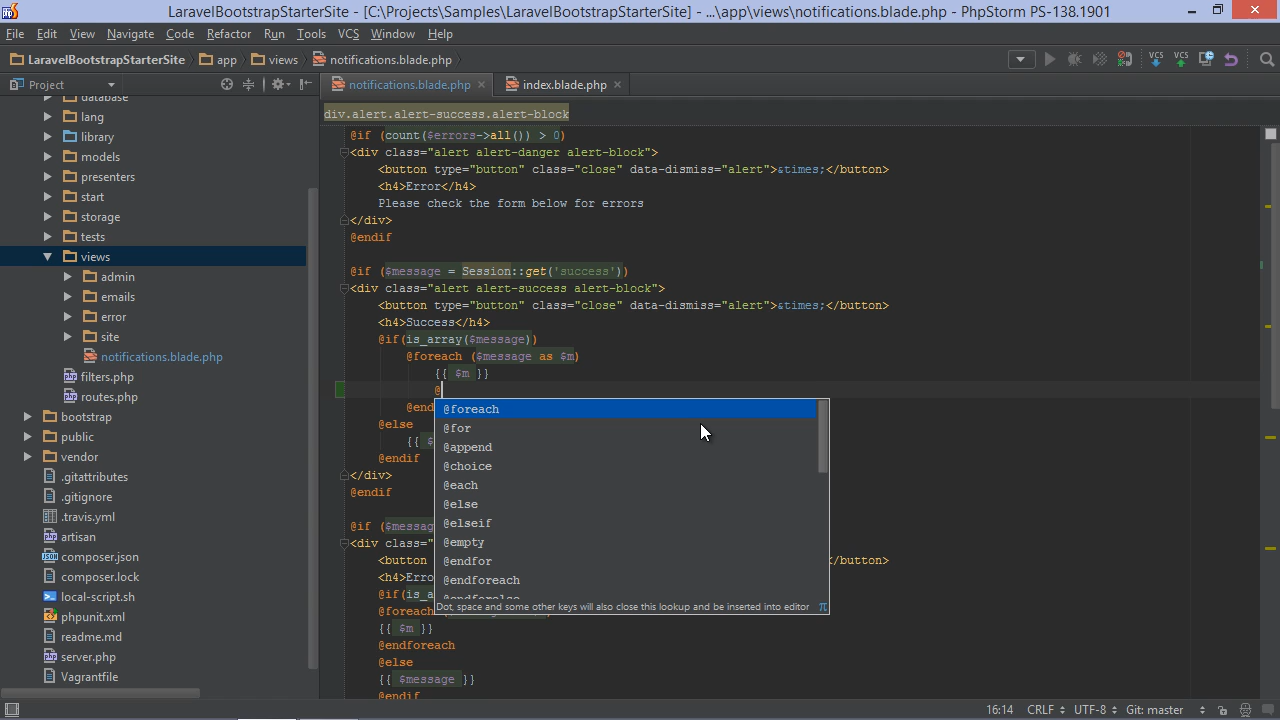 LaravelBootstrapStarterSite - [C:\Projects\Samples\LaravelBootstrapStarterSite] - ...\app\views\notifications.blade.php - PhpStorm PS-138.1901
File Edit View Navigate Code Refactor Run Tools VCS Window Help
LaravelBootstrapStarterSite app views notifications.blade.php
Project
notifications.blade.php
index.blade.php
database
lang
library
models
presenters
start
storage
tests
views
admin
emails
error
site
notifications.blade.php
filters.php
routes.php
bootstrap
public
vendor
.gitattributes
.gitignore
.travis.yml
artisan
composer.json
composer.lock
local-script.sh
phpunit.xml
readme.md
server.php
Vagrantfile
div.alert.alert-success.alert-block
@if (count($errors->all()) > 0)
<div class="alert alert-danger alert-block">
<button type="button" class="close" data-dismiss="alert">&times;</button>
<h4>Error</h4>
Please check the form below for errors
</div>
@endif
@if ($message = Session::get('success'))
<div class="alert alert-success alert-block">
<button type="button" class="close" data-dismiss="alert">&times;</button>
<h4>Success</h4>
@if(is_array($message))
@foreach ($message as $m)
{{ $m }}
@
@end
@else
{{ $
@endif
</div>
@endif
@if ($messag
<div class="
<button /button>
<h4>Erro
@if(is_a
@foreach
{{ $m }}
@endforeach
@else
{{ $message }}
@endif
@foreach
@for
@append
@choice
@each
@else
@elseif
@empty
@endfor
@endforeach
@endforelse
Dot, space and some other keys will also close this lookup and be inserted into editor π
16:14 CRLF UTF-8 Git: master